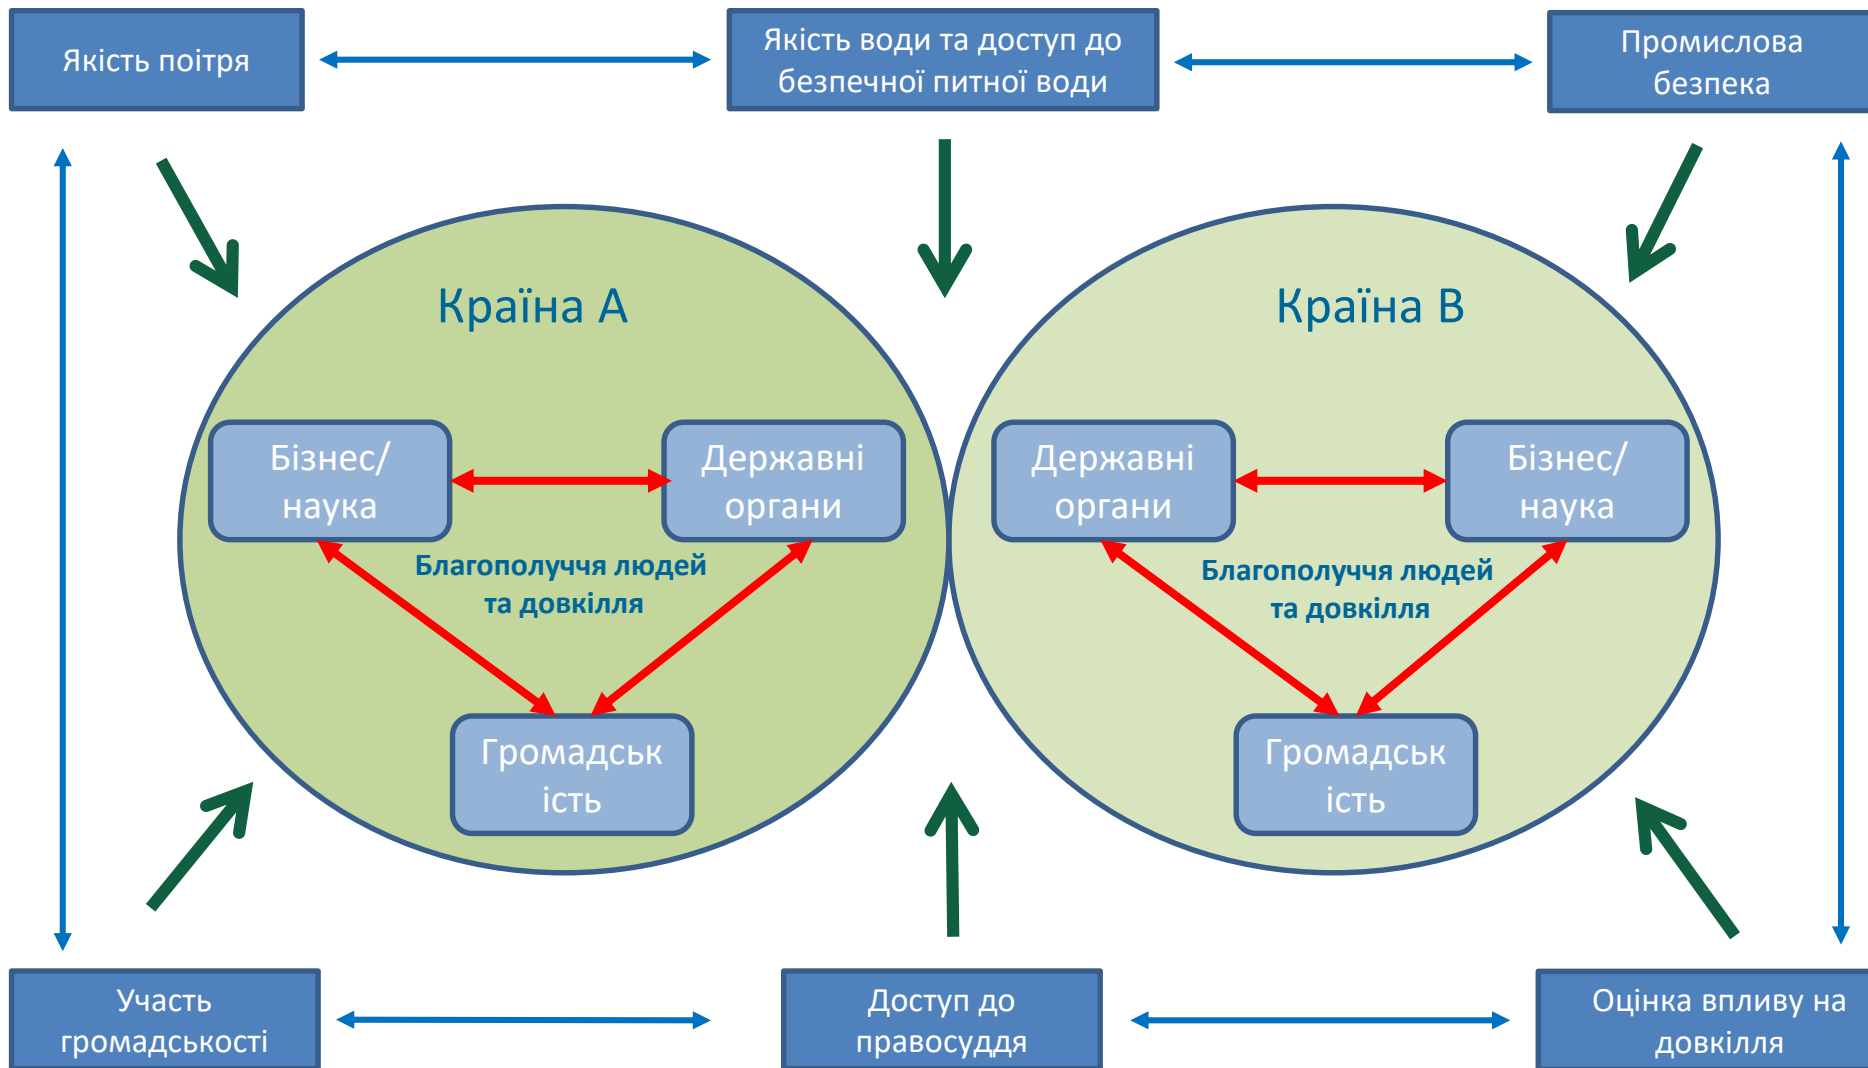 Якість поітря
Якість води та доступ до
безпечної питної води
Промислова
безпека
Країна А
Країна В
Бізнес/
наука
Державні
органи
Державні
органи
Бізнес/
наука
Благополуччя людей
та довкілля
Благополуччя людей
та довкілля
Громадськ
ість
Громадськ
ість
Участь
громадськості
Доступ до
правосуддя
Оцінка впливу на
довкілля